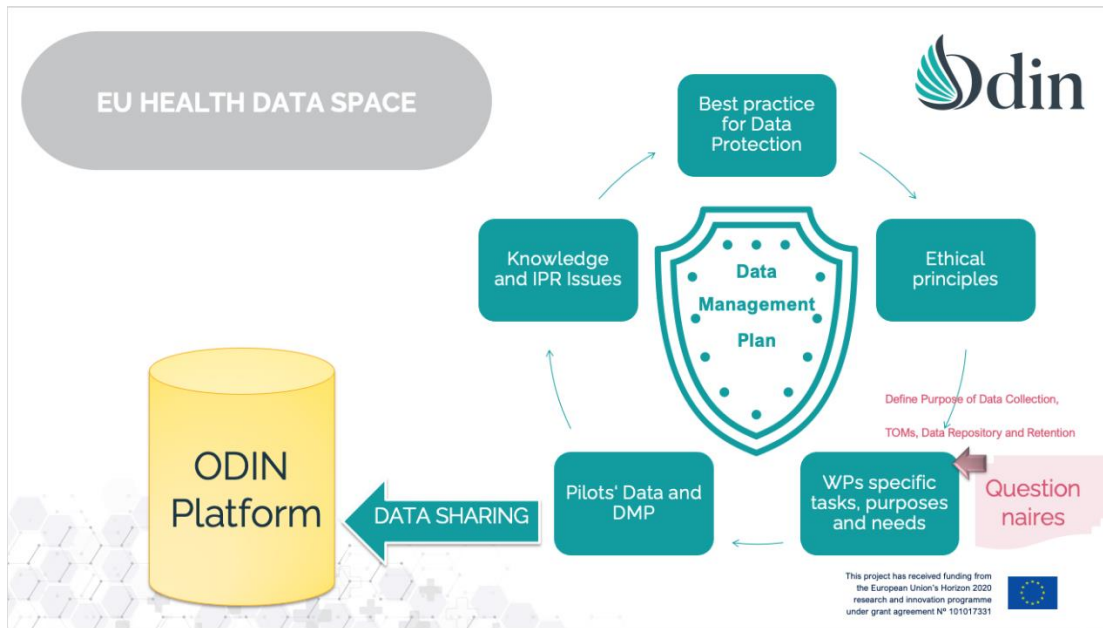 EU HEALTH DATA SPACE
Odin
Best practice
for Data
Protection
Knowledge
and IPR Issues
Data
Management
Plan
Ethical
principles
Define Purpose of Data Collection,
TOMs, Data Repository and Retention
ODIN
Platform
DATA SHARING
Pilots' Data and
DMP
WPs specific
tasks, purposes
and needs
Question
naires
This project has received funding from
the European Union's Horizon 2020
research and innovation programme
under grant agreement Nº 101017331